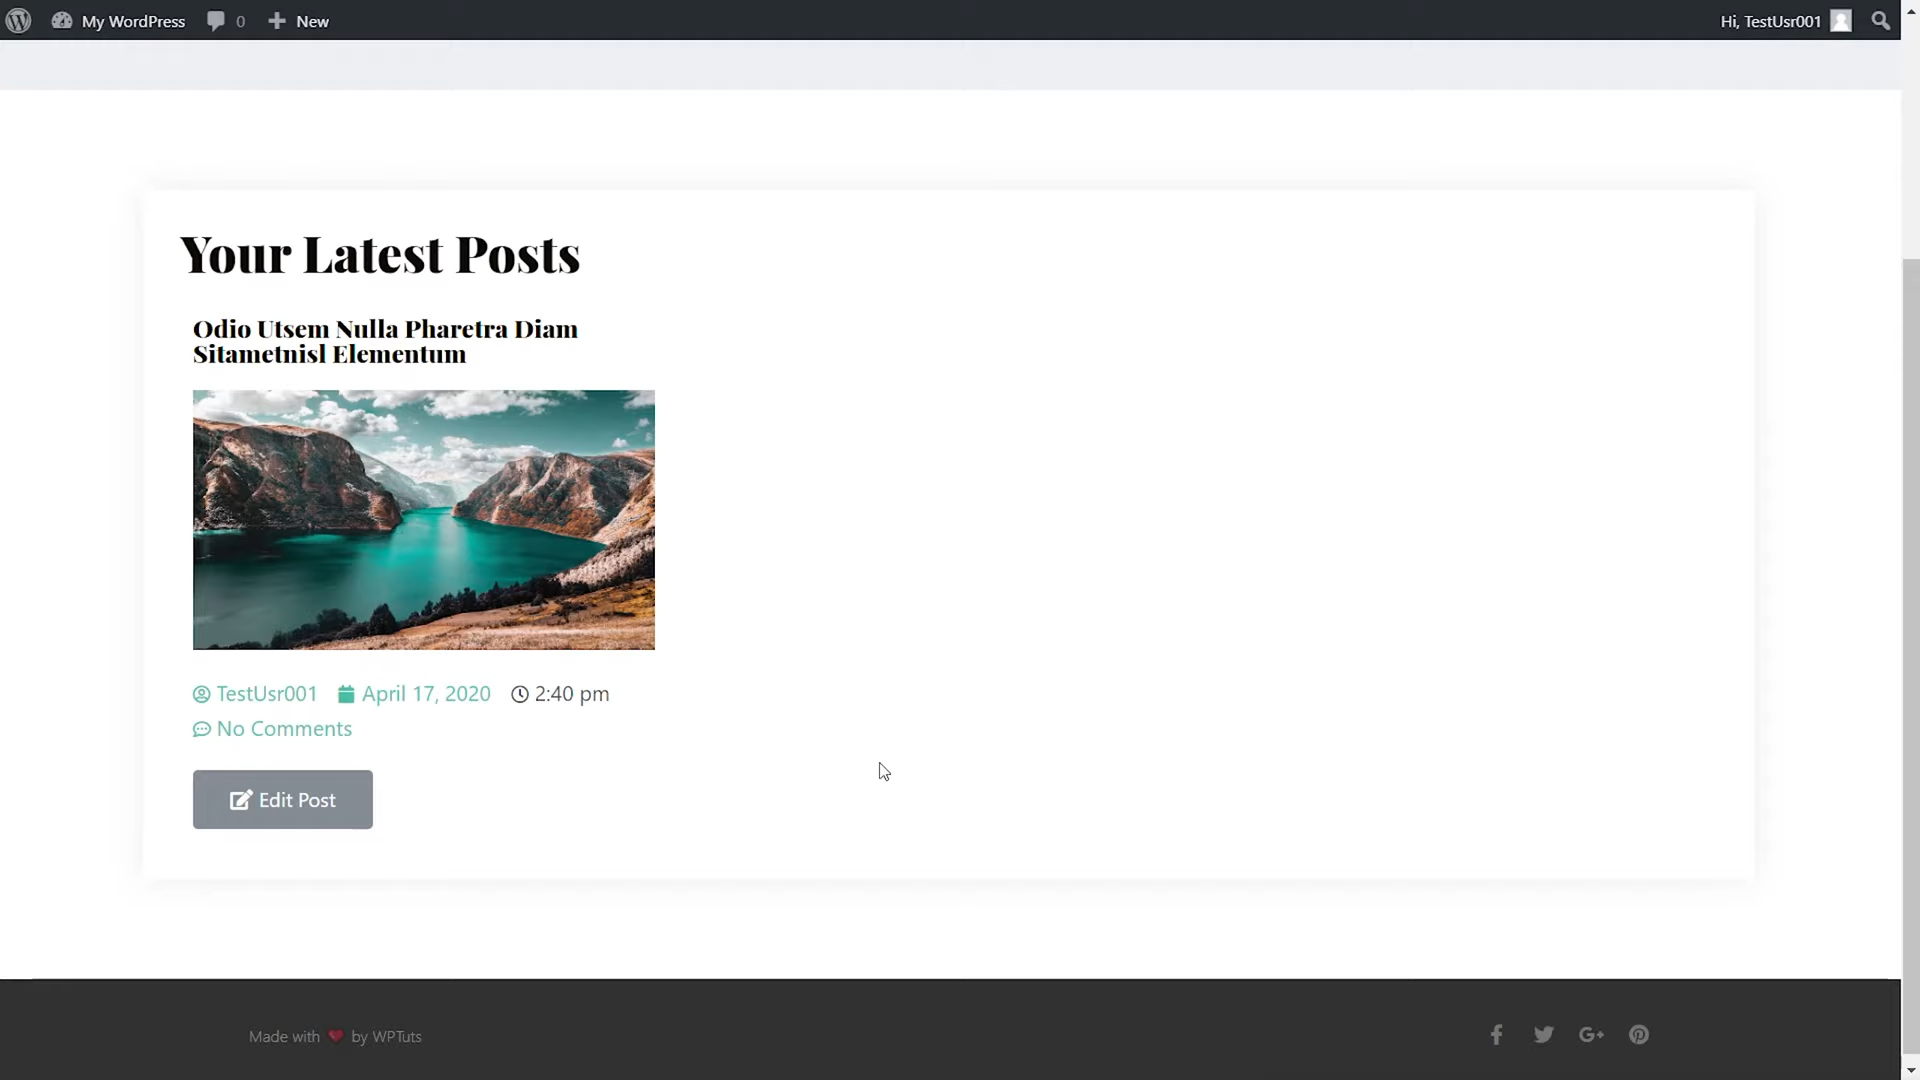 My WordPress 0 New Hi, TestUsr001
Your Latest Posts
Odio Utsem Nulla Pharetra Diam
Sitametnisl Elementum
TestUsr001 April 17, 2020 2:40 pm
No Comments
Edit Post
Made with by WPTuts